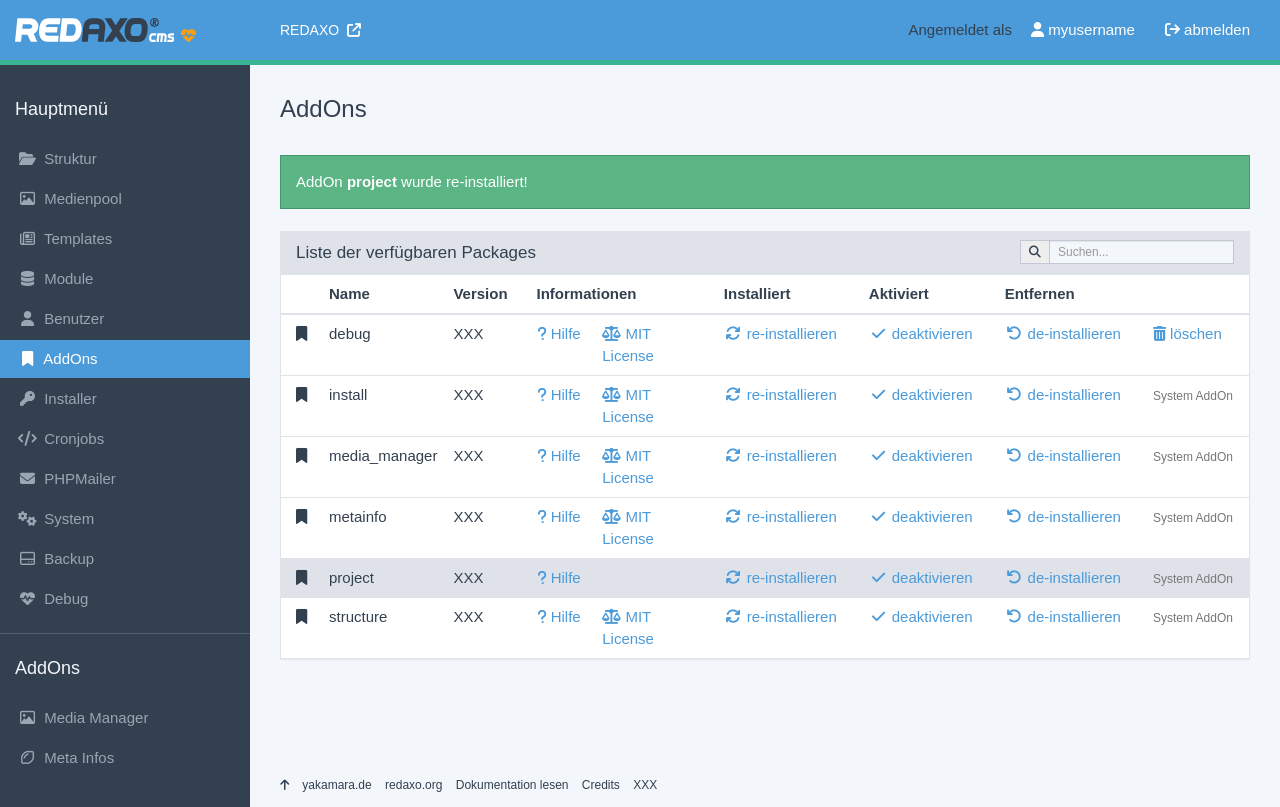 REDAXO® cms
REDAXO
Angemeldet als myusername abmelden
Hauptmenü
Struktur
Medienpool
Templates
Module
Benutzer
AddOns
Installer
Cronjobs
PHPMailer
System
Backup
Debug
AddOns
Media Manager
Meta Infos
AddOns
AddOn project wurde re-installiert!
Liste der verfügbaren Packages
Suchen...
Name Version Informationen Installiert Aktiviert Entfernen
debug XXX ? Hilfe MIT License re-installieren deaktivieren de-installieren löschen
install XXX ? Hilfe MIT License re-installieren deaktivieren de-installieren System AddOn
media_manager XXX ? Hilfe MIT License re-installieren deaktivieren de-installieren System AddOn
metainfo XXX ? Hilfe MIT License re-installieren deaktivieren de-installieren System AddOn
project XXX ? Hilfe re-installieren deaktivieren de-installieren System AddOn
structure XXX ? Hilfe MIT License re-installieren deaktivieren de-installieren System AddOn
yakamara.de redaxo.org Dokumentation lesen Credits XXX